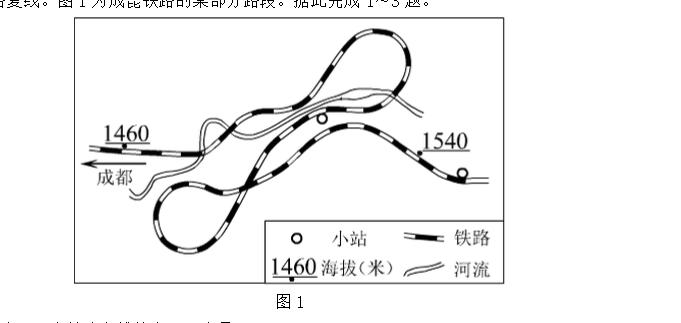 路复线。图1为成昆铁路的某部分路段。据此完成1~3题。
1460
1540
成都
小站 铁路
1460 海拔(米) 河流
图1